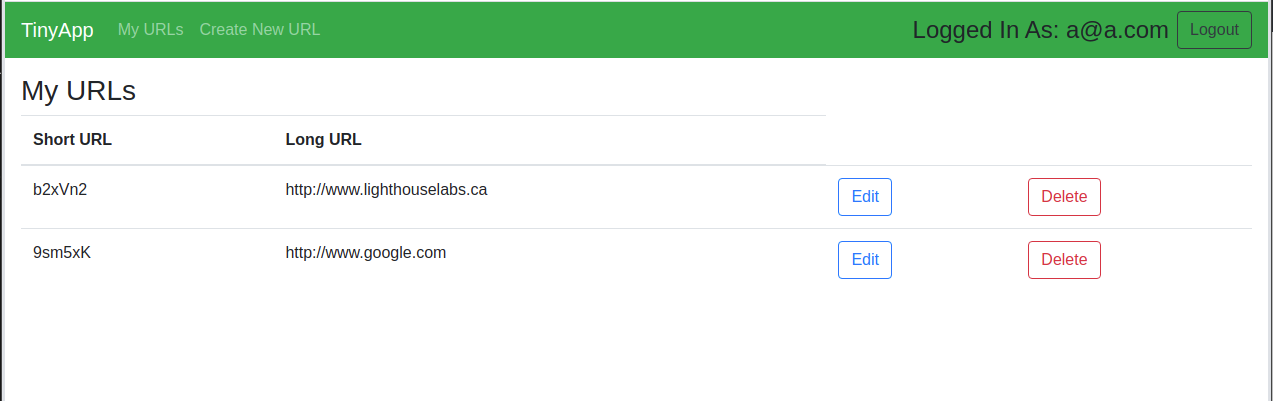 TinyApp My URLs Create New URL Logged In As: a@a.com Logout
My URLs
Short URL Long URL
b2xVn2 http://www.lighthouselabs.ca Edit Delete
9sm5xK http://www.google.com Edit Delete